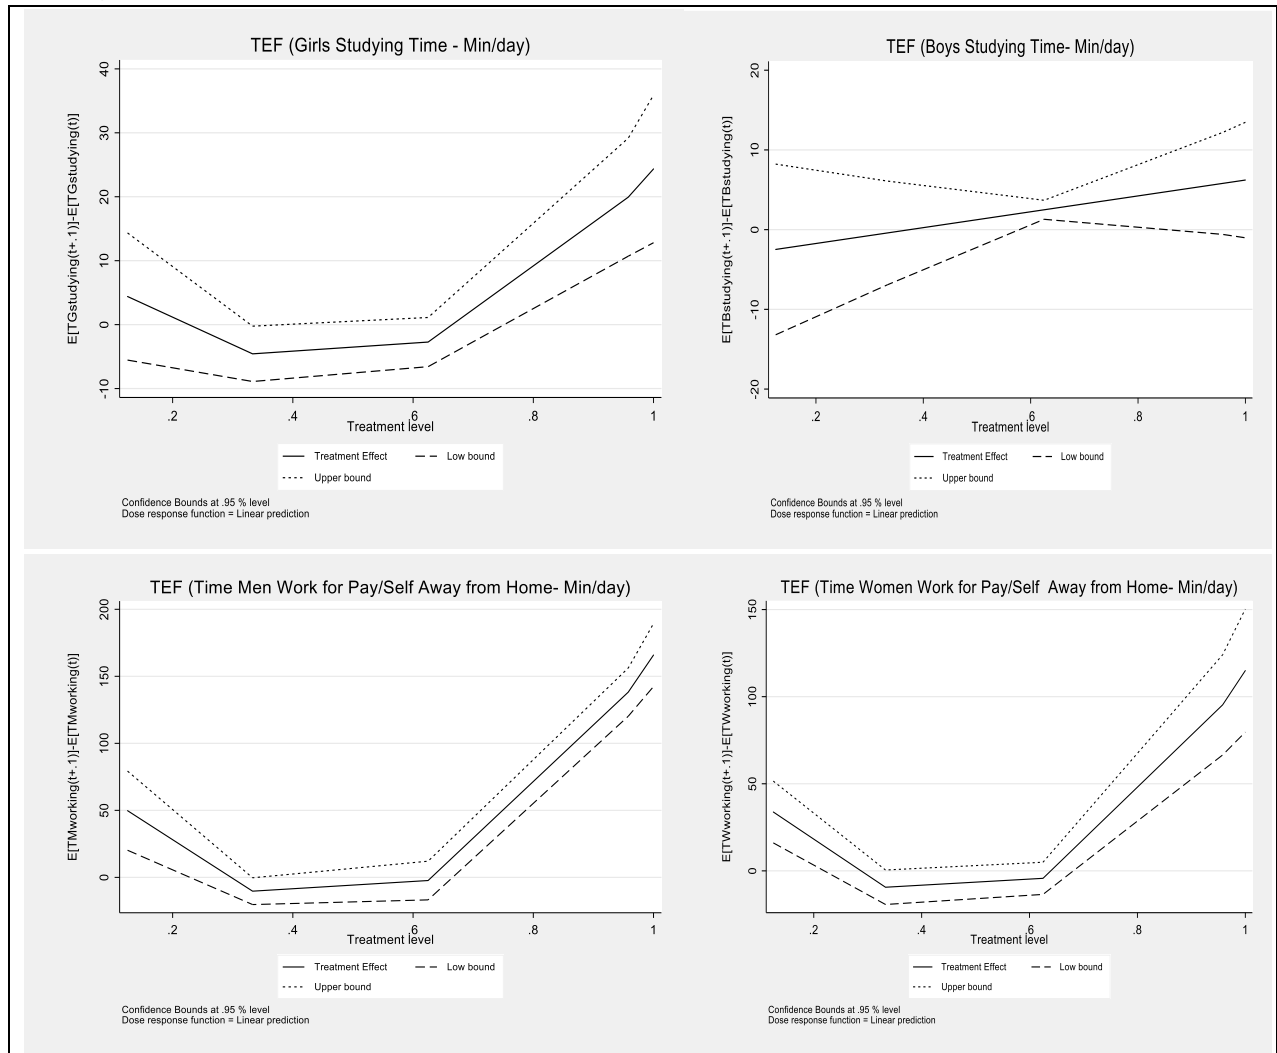 TEF (Girls Studying Time - Min/day)
E[TGstudying(t+.1)]-E[TGstudying(t)]
40
30
20
10
0
-10
.2 .4 .6 .8 1
Treatment level
Treatment Effect Low bound
Upper bound
Confidence Bounds at .95 % level
Dose response function = Linear prediction
TEF (Boys Studying Time- Min/day)
E[TBstudying(t+.1)]-E[TBstudying(t)]
20
10
0
-10
-20
.2 .4 .6 .8 1
Treatment level
Treatment Effect Low bound
Upper bound
Confidence Bounds at .95 % level
Dose response function = Linear prediction
TEF (Time Men Work for Pay/Self Away from Home- Min/day)
E[TMworking(t+.1)]-E[TMworking(t)]
200
150
100
50
0
.2 .4 .6 .8 1
Treatment level
Treatment Effect Low bound
Upper bound
Confidence Bounds at .95 % level
Dose response function = Linear prediction
TEF (Time Women Work for Pay/Self Away from Home- Min/day)
E[TWworking(t+.1)]-E[TWworking(t)]
150
100
50
0
.2 .4 .6 .8 1
Treatment level
Treatment Effect Low bound
Upper bound
Confidence Bounds at .95 % level
Dose response function = Linear prediction